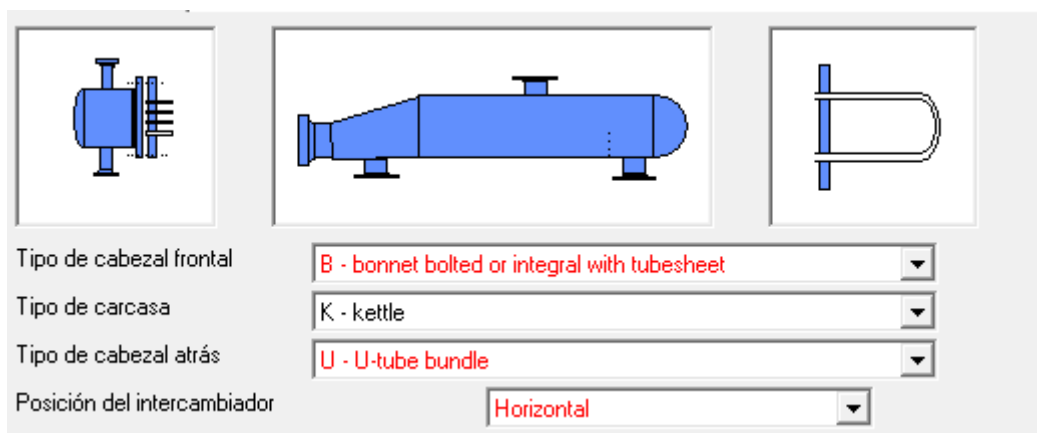 Tipo de cabezal frontal B - bonnet bolted or integral with tubesheet
Tipo de carcasa K - kettle
Tipo de cabezal atrás U - U-tube bundle
Posición del intercambiador Horizontal